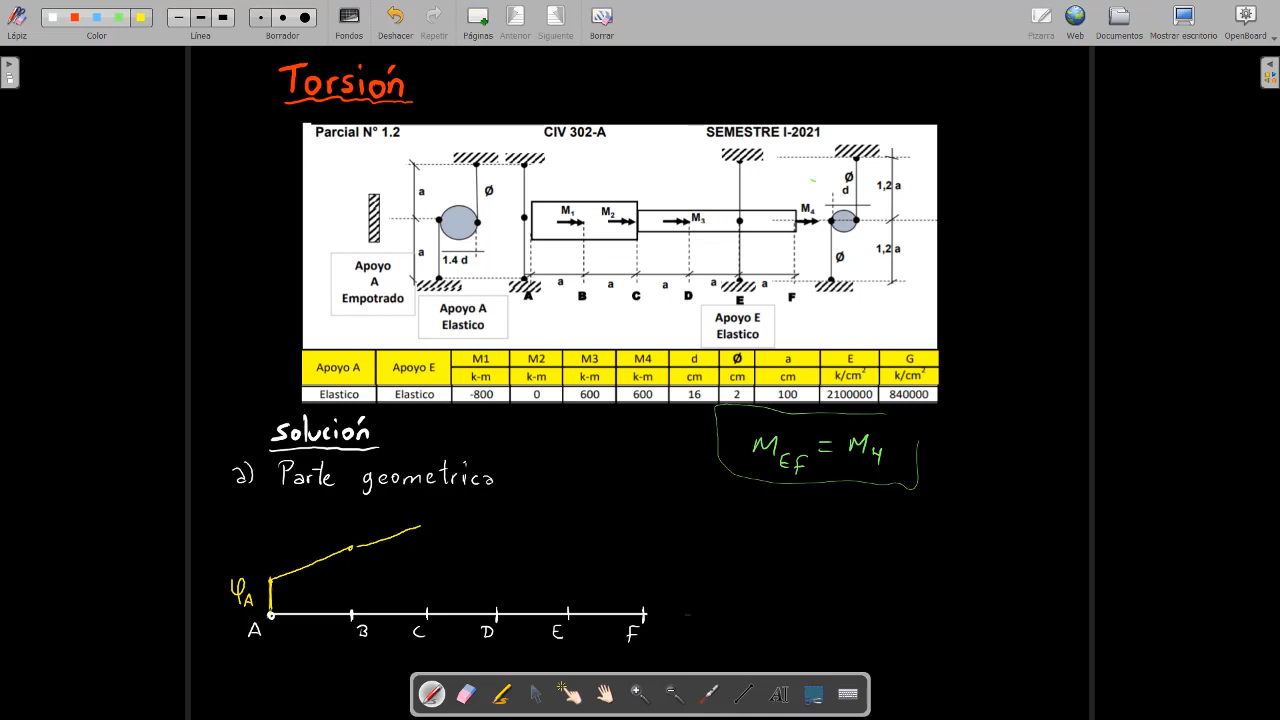 Lápiz Color Línea Borrador Fondos Deshacer Repetir Páginas Anterior Siguiente Borrar Pizarra Web Documentos Mostrar escritorio OpenBoard
Torsión
Parcial N° 1.2 CIV 302-A SEMESTRE I-2021
a Ø M1 M2 M3 M4 Ø d 1,2 a
a 1.4 d Ø 1,2 a
a a a a a
A B C D E F
Apoyo
A
Empotrado
Apoyo A
Elastico
Apoyo E
Elastico
Apoyo A Apoyo E M1 M2 M3 M4 d Ø a E G
k-m k-m k-m k-m cm cm cm k/cm² k/cm²
Elastico Elastico -800 0 600 600 16 2 100 2100000 840000
Solución
M_Ef = M_4
a) Parte geometrica
φ_A
A B C D E F